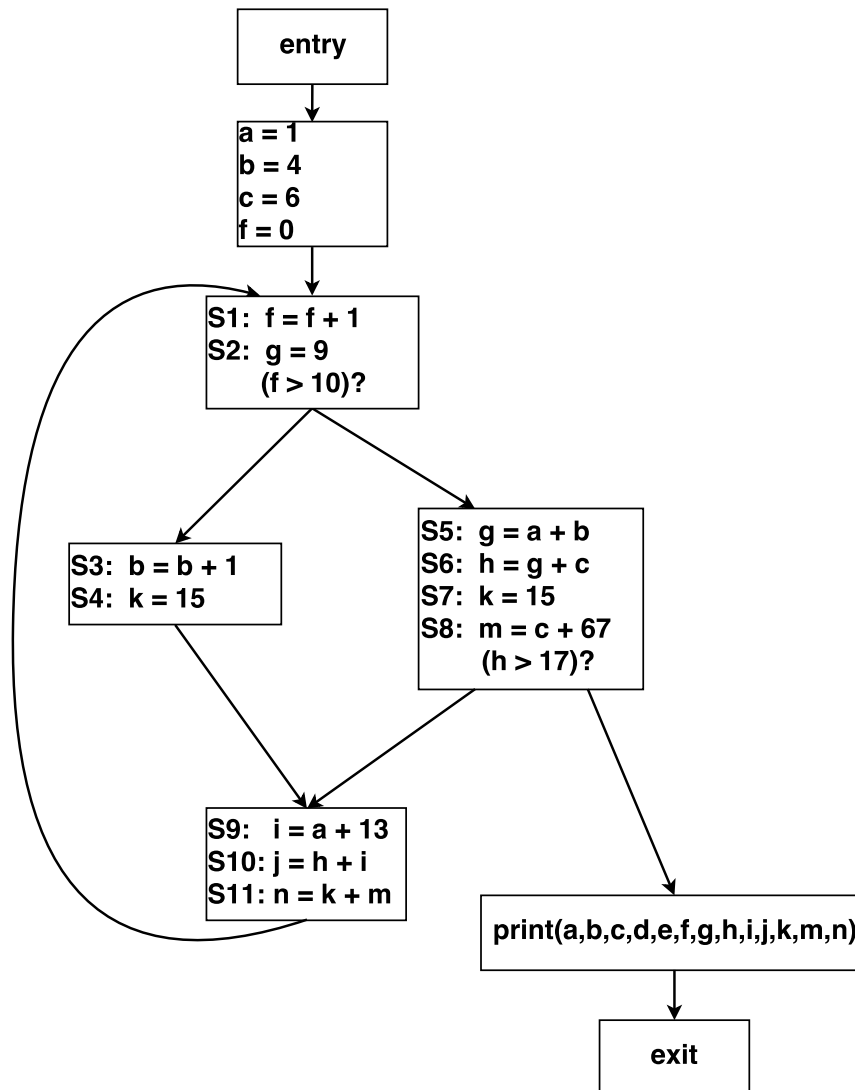 entry
a = 1
b = 4
c = 6
f = 0
S1: f = f + 1
S2: g = 9
(f > 10)?
S3: b = b + 1
S4: k = 15
S5: g = a + b
S6: h = g + c
S7: k = 15
S8: m = c + 67
(h > 17)?
S9: i = a + 13
S10: j = h + i
S11: n = k + m
print(a,b,c,d,e,f,g,h,i,j,k,m,n)
exit